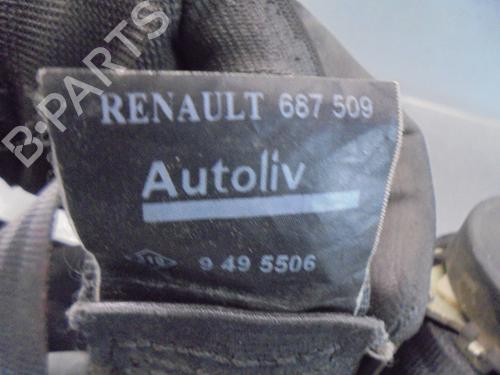 RENAULT 687 509
Autoliv
9 49 5506
B-PARTS